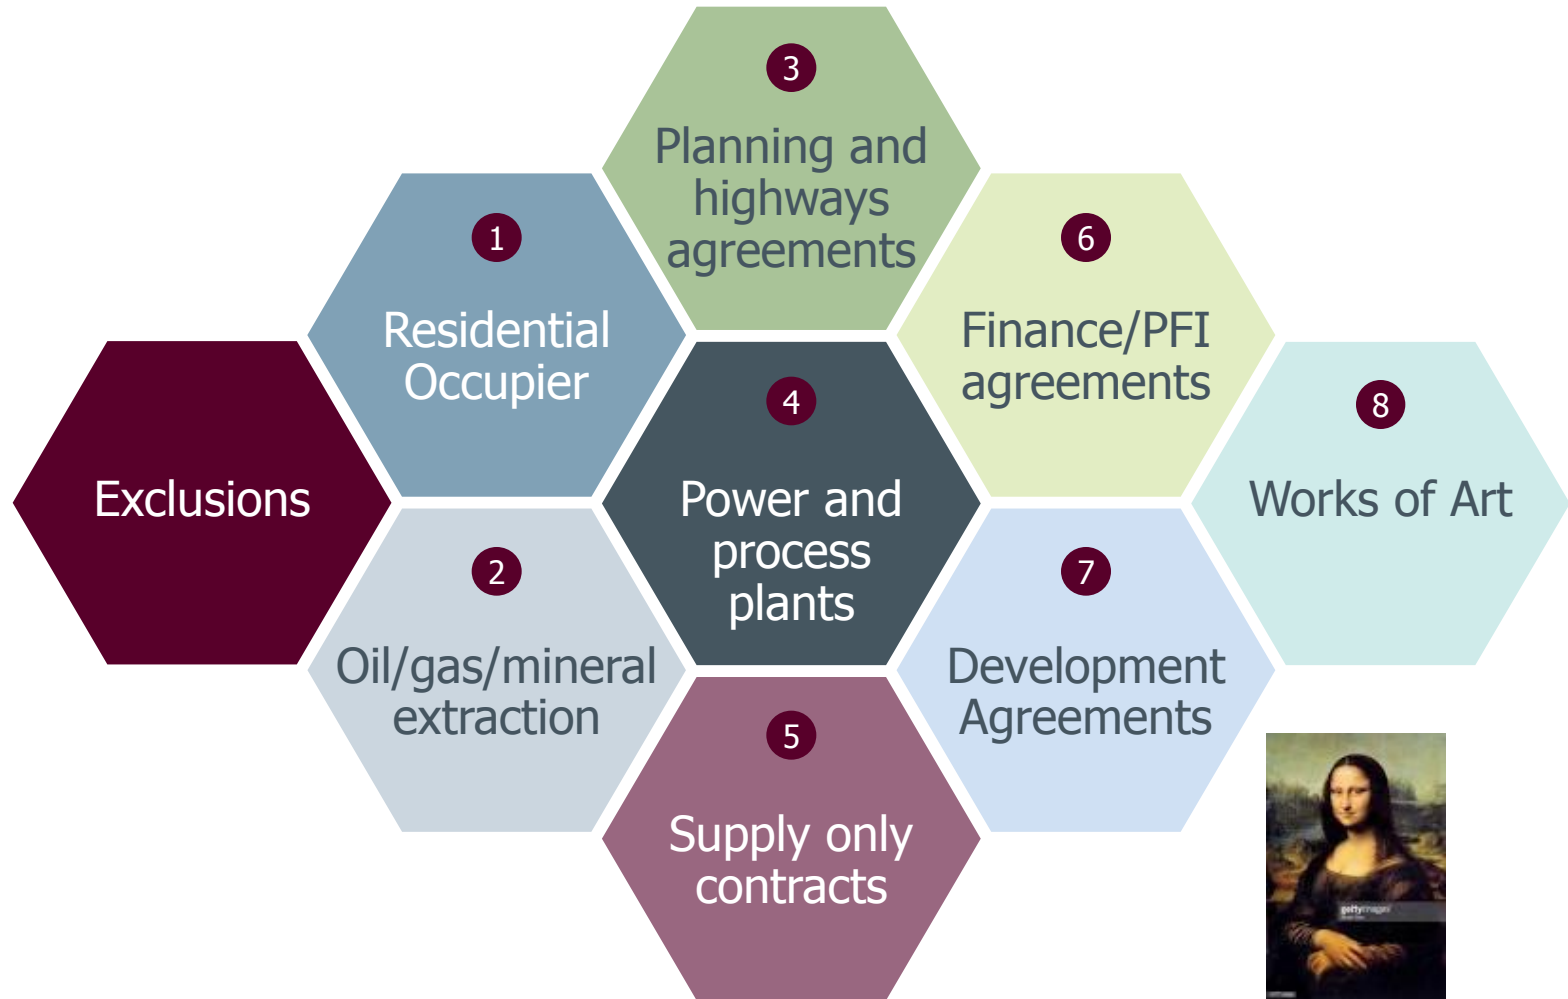 Exclusions
1
Residential
Occupier
2
Oil/gas/mineral
extraction
3
Planning and
highways
agreements
4
Power and
process
plants
5
Supply only
contracts
6
Finance/PFI
agreements
7
Development
Agreements
8
Works of Art
gettyimages